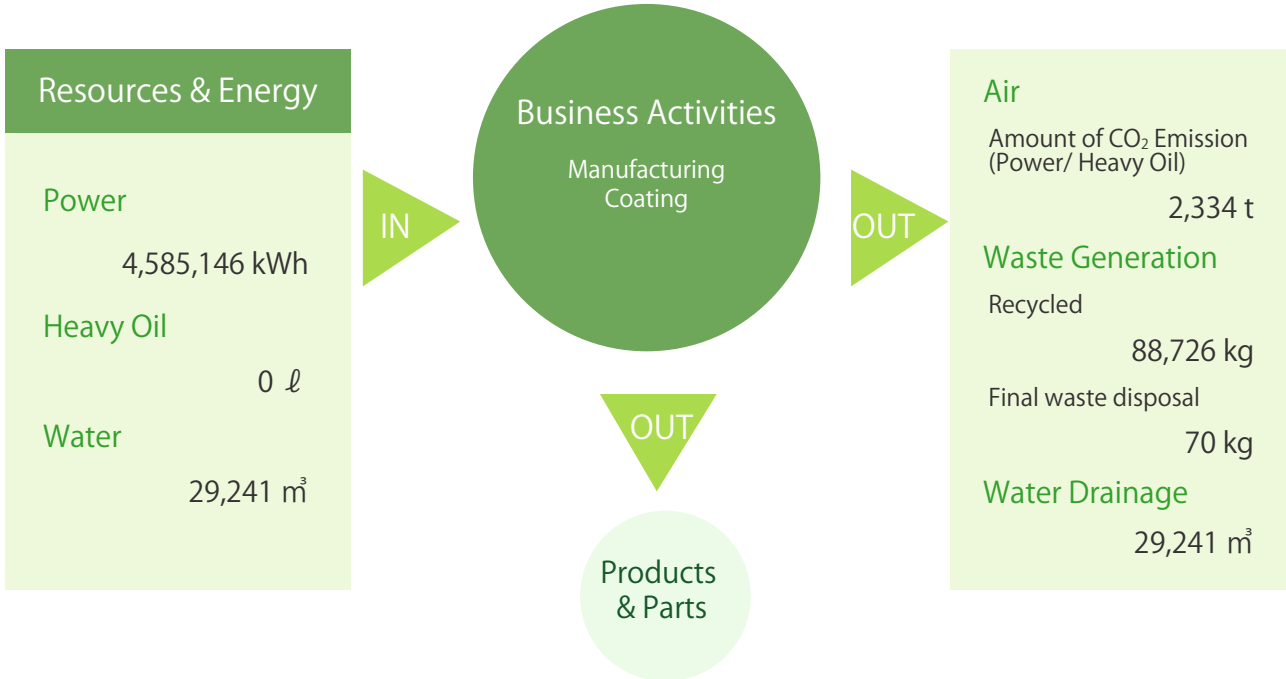 Resources & Energy
Power
4,585,146 kWh
Heavy Oil
0 ℓ
Water
29,241 ㎥
IN
Business Activities
Manufacturing
Coating
OUT
Products
& Parts
OUT
Air
Amount of CO₂ Emission
(Power/ Heavy Oil)
2,334 t
Waste Generation
Recycled
88,726 kg
Final waste disposal
70 kg
Water Drainage
29,241 ㎥